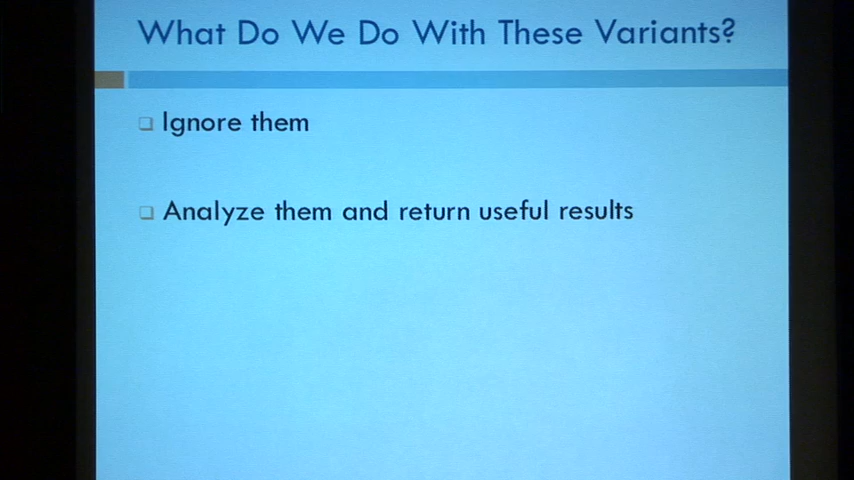 What Do We Do With These Variants?
Ignore them
Analyze them and return useful results